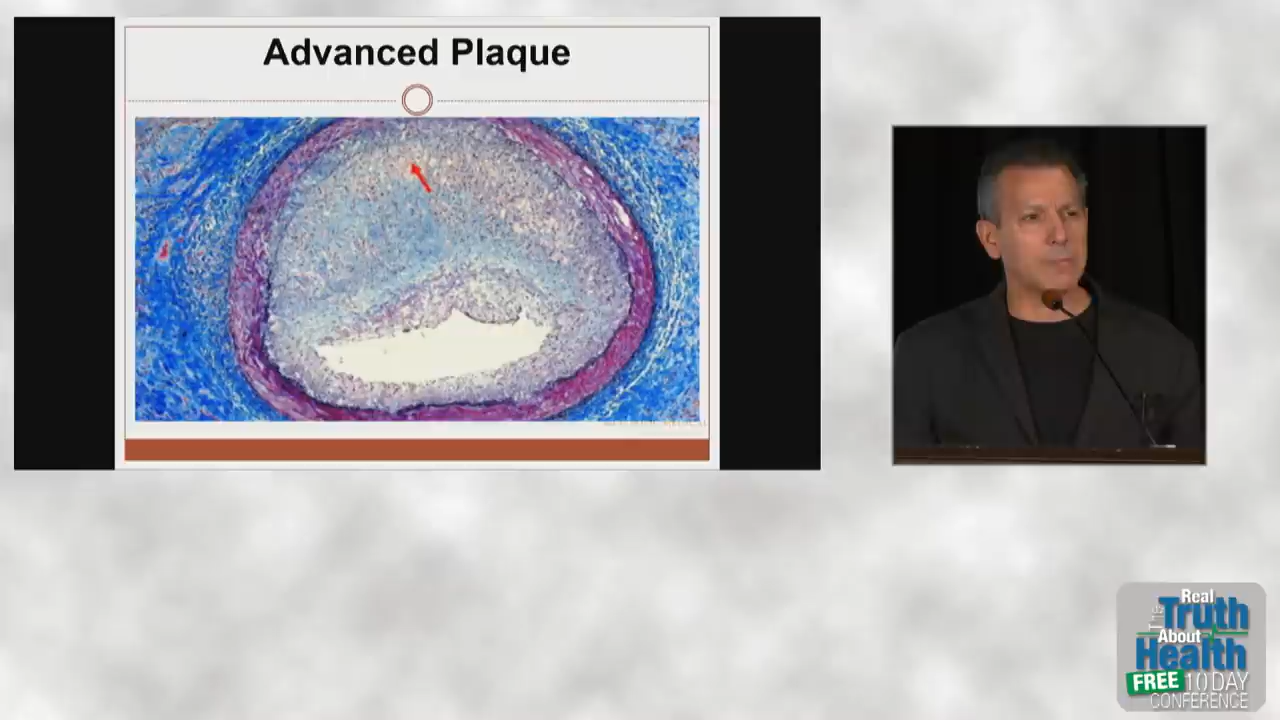 Advanced Plaque
The
Real
Truth
About
Health
FREE 10 DAY
CONFERENCE